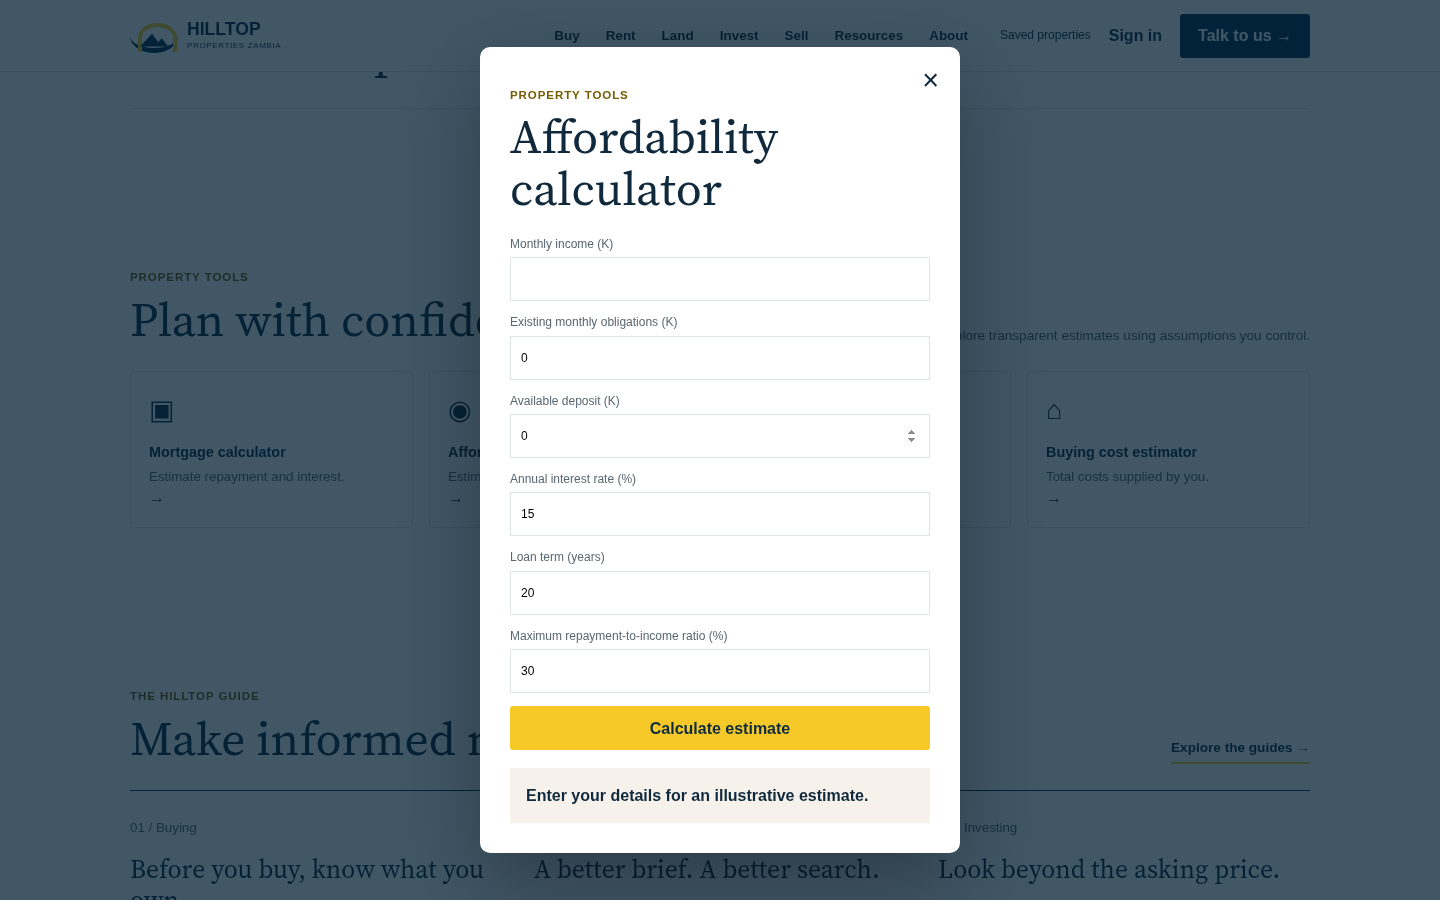 HILLTOP
PROPERTIES ZAMBIA
Buy Rent Land Invest Sell Resources About Saved properties Sign in Talk to us →
PROPERTY TOOLS
Affordability
calculator
Monthly income (K)
Existing monthly obligations (K)
0
Available deposit (K)
0
Annual interest rate (%)
15
Loan term (years)
20
Maximum repayment-to-income ratio (%)
30
Calculate estimate
Enter your details for an illustrative estimate.
PROPERTY TOOLS
Plan with
transparent estimates using assumptions you control.
Mortgage calculator
Estimate repayment and interest.
→
→
Buying cost estimator
Total costs supplied by you.
→
THE HILLTOP GUIDE
Make informed
Explore the guides →
01 / Buying
Investing
Before you buy, know what you
own.
A better brief. A better search.
Look beyond the asking price.